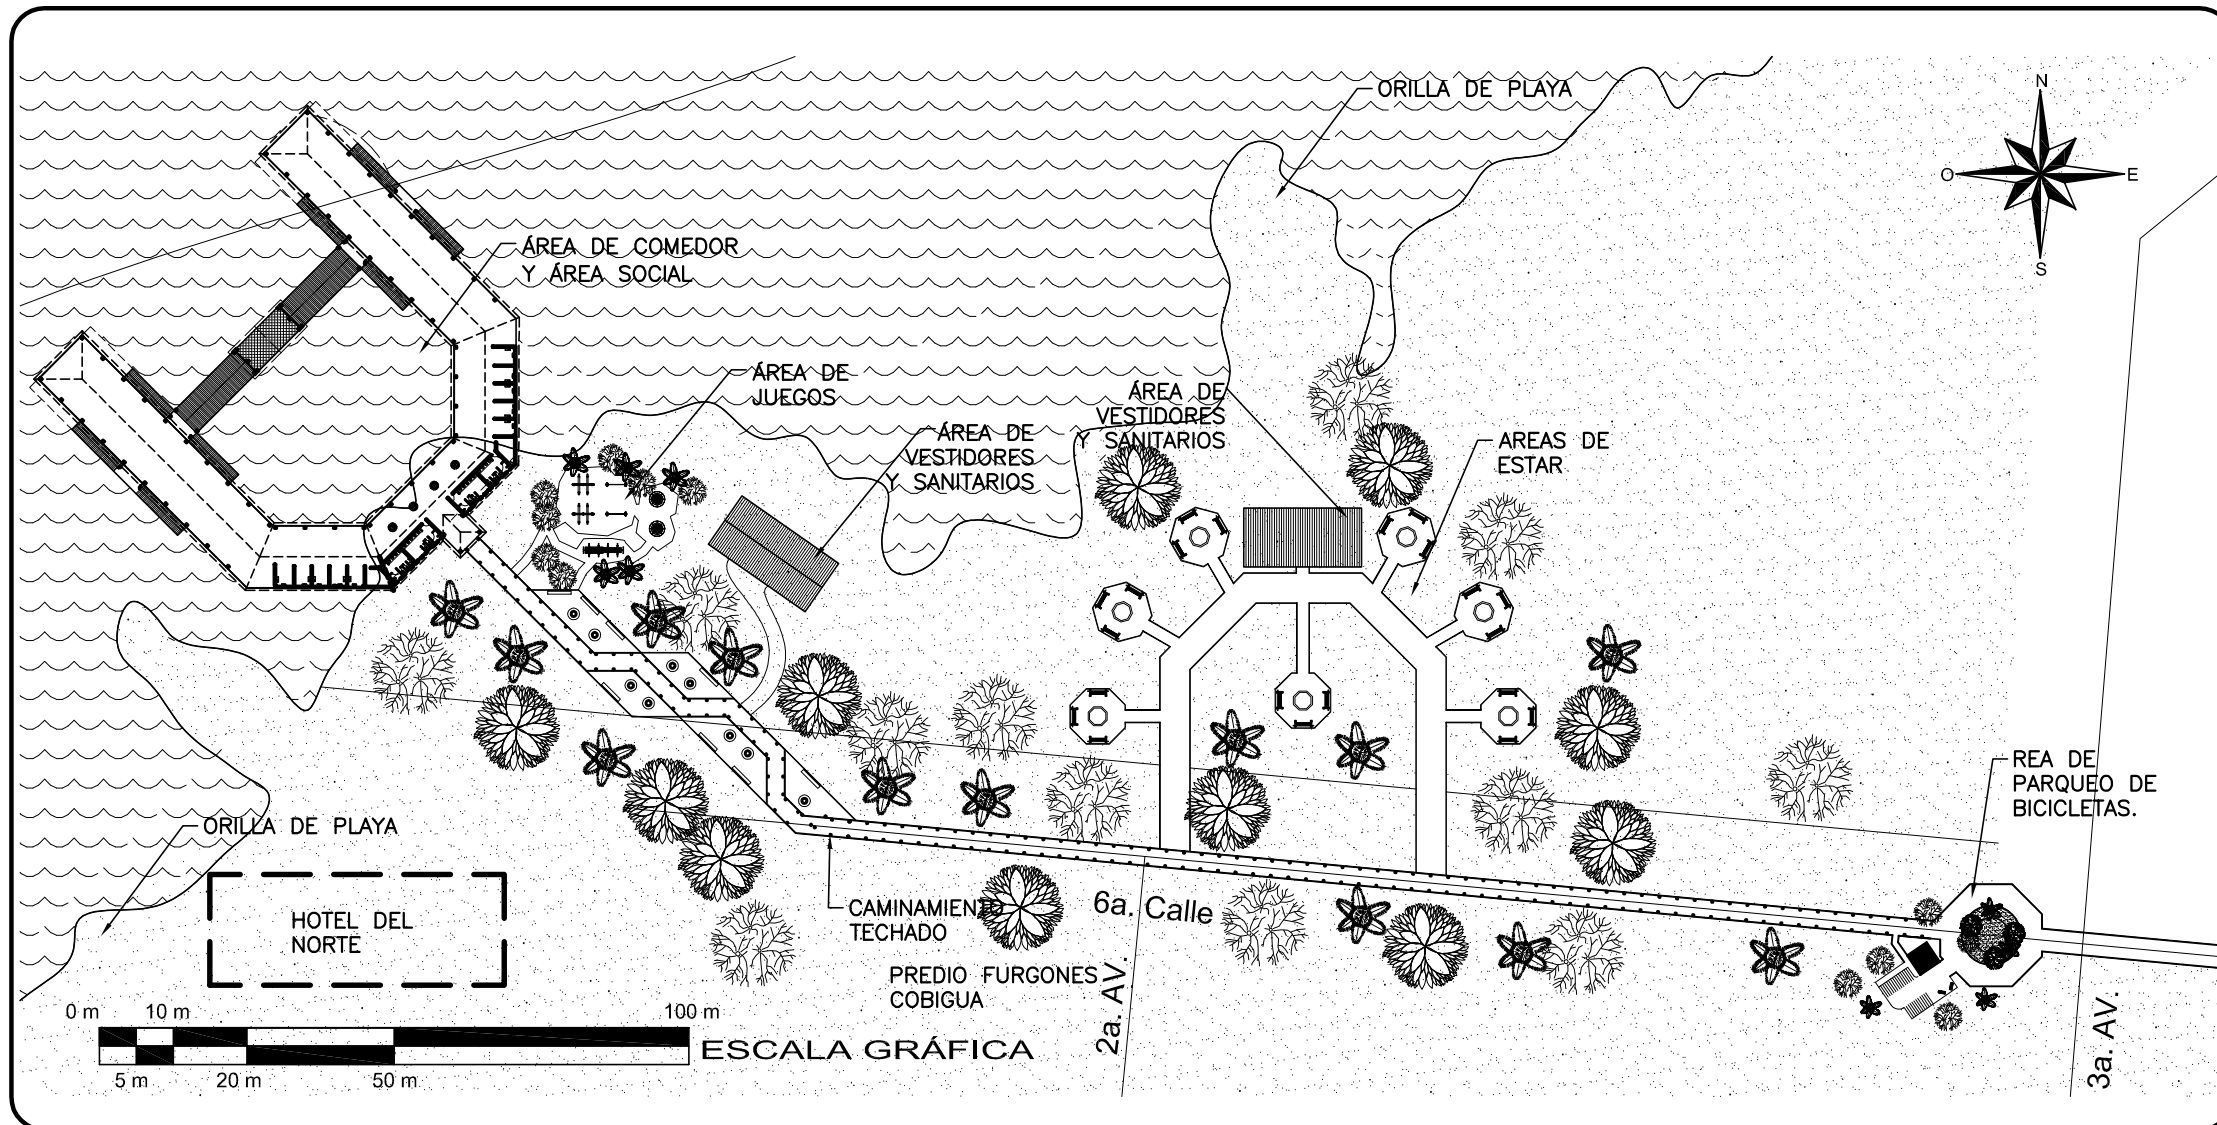 ORILLA DE PLAYA
N
O
E
S
ÁREA DE COMEDOR
Y ÁREA SOCIAL
ÁREA DE
JUEGOS
ÁREA DE
VESTIDORES
Y SANITARIOS
ÁREA DE
VESTIDORES
Y SANITARIOS
AREAS DE
ESTAR
REA DE
PARQUEO DE
BICICLETAS.
ORILLA DE PLAYA
HOTEL DEL
NORTE
CAMINAMIENTO
TECHADO
6a. Calle
PREDIO FURGONES
COBIGUA
2a. AV.
3a. AV.
0 m 10 m 100 m
ESCALA GRÁFICA
5 m 20 m 50 m